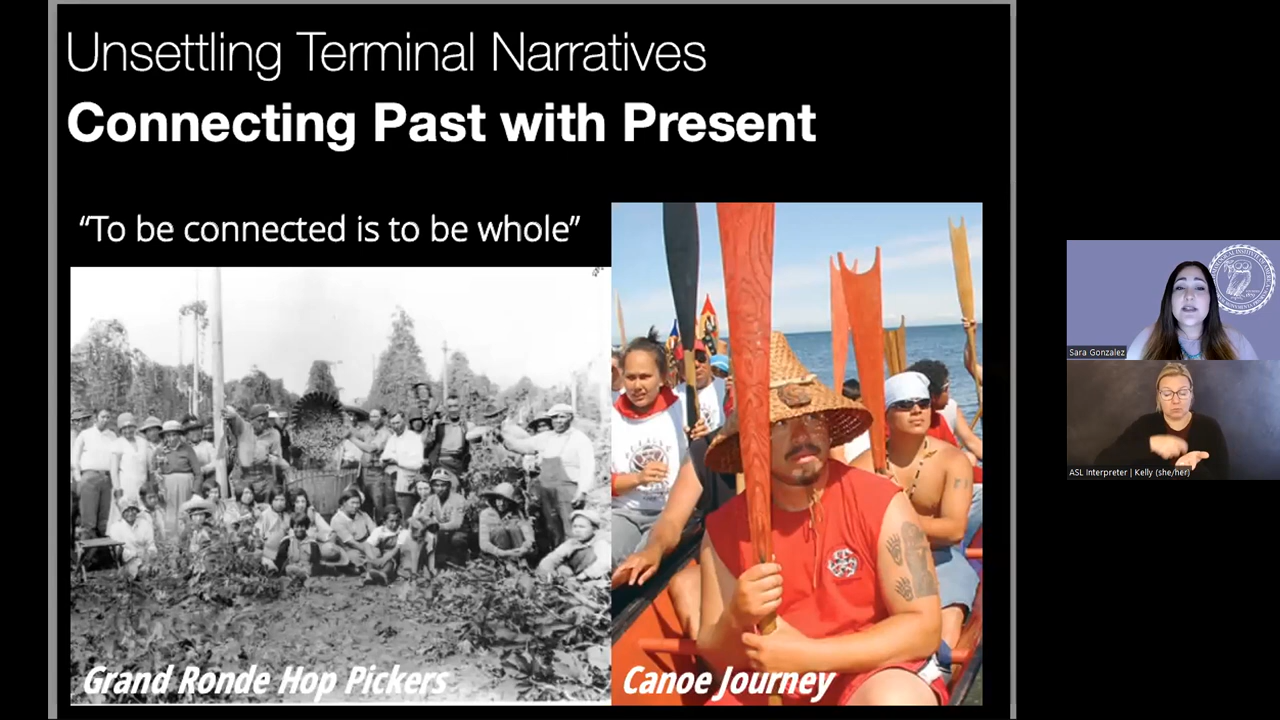 Unsettling Terminal Narratives
Connecting Past with Present
“To be connected is to be whole”
Grand Ronde Hop Pickers
Canoe Journey
Sara Gonzalez
ASL Interpreter | Kelly (she/her)